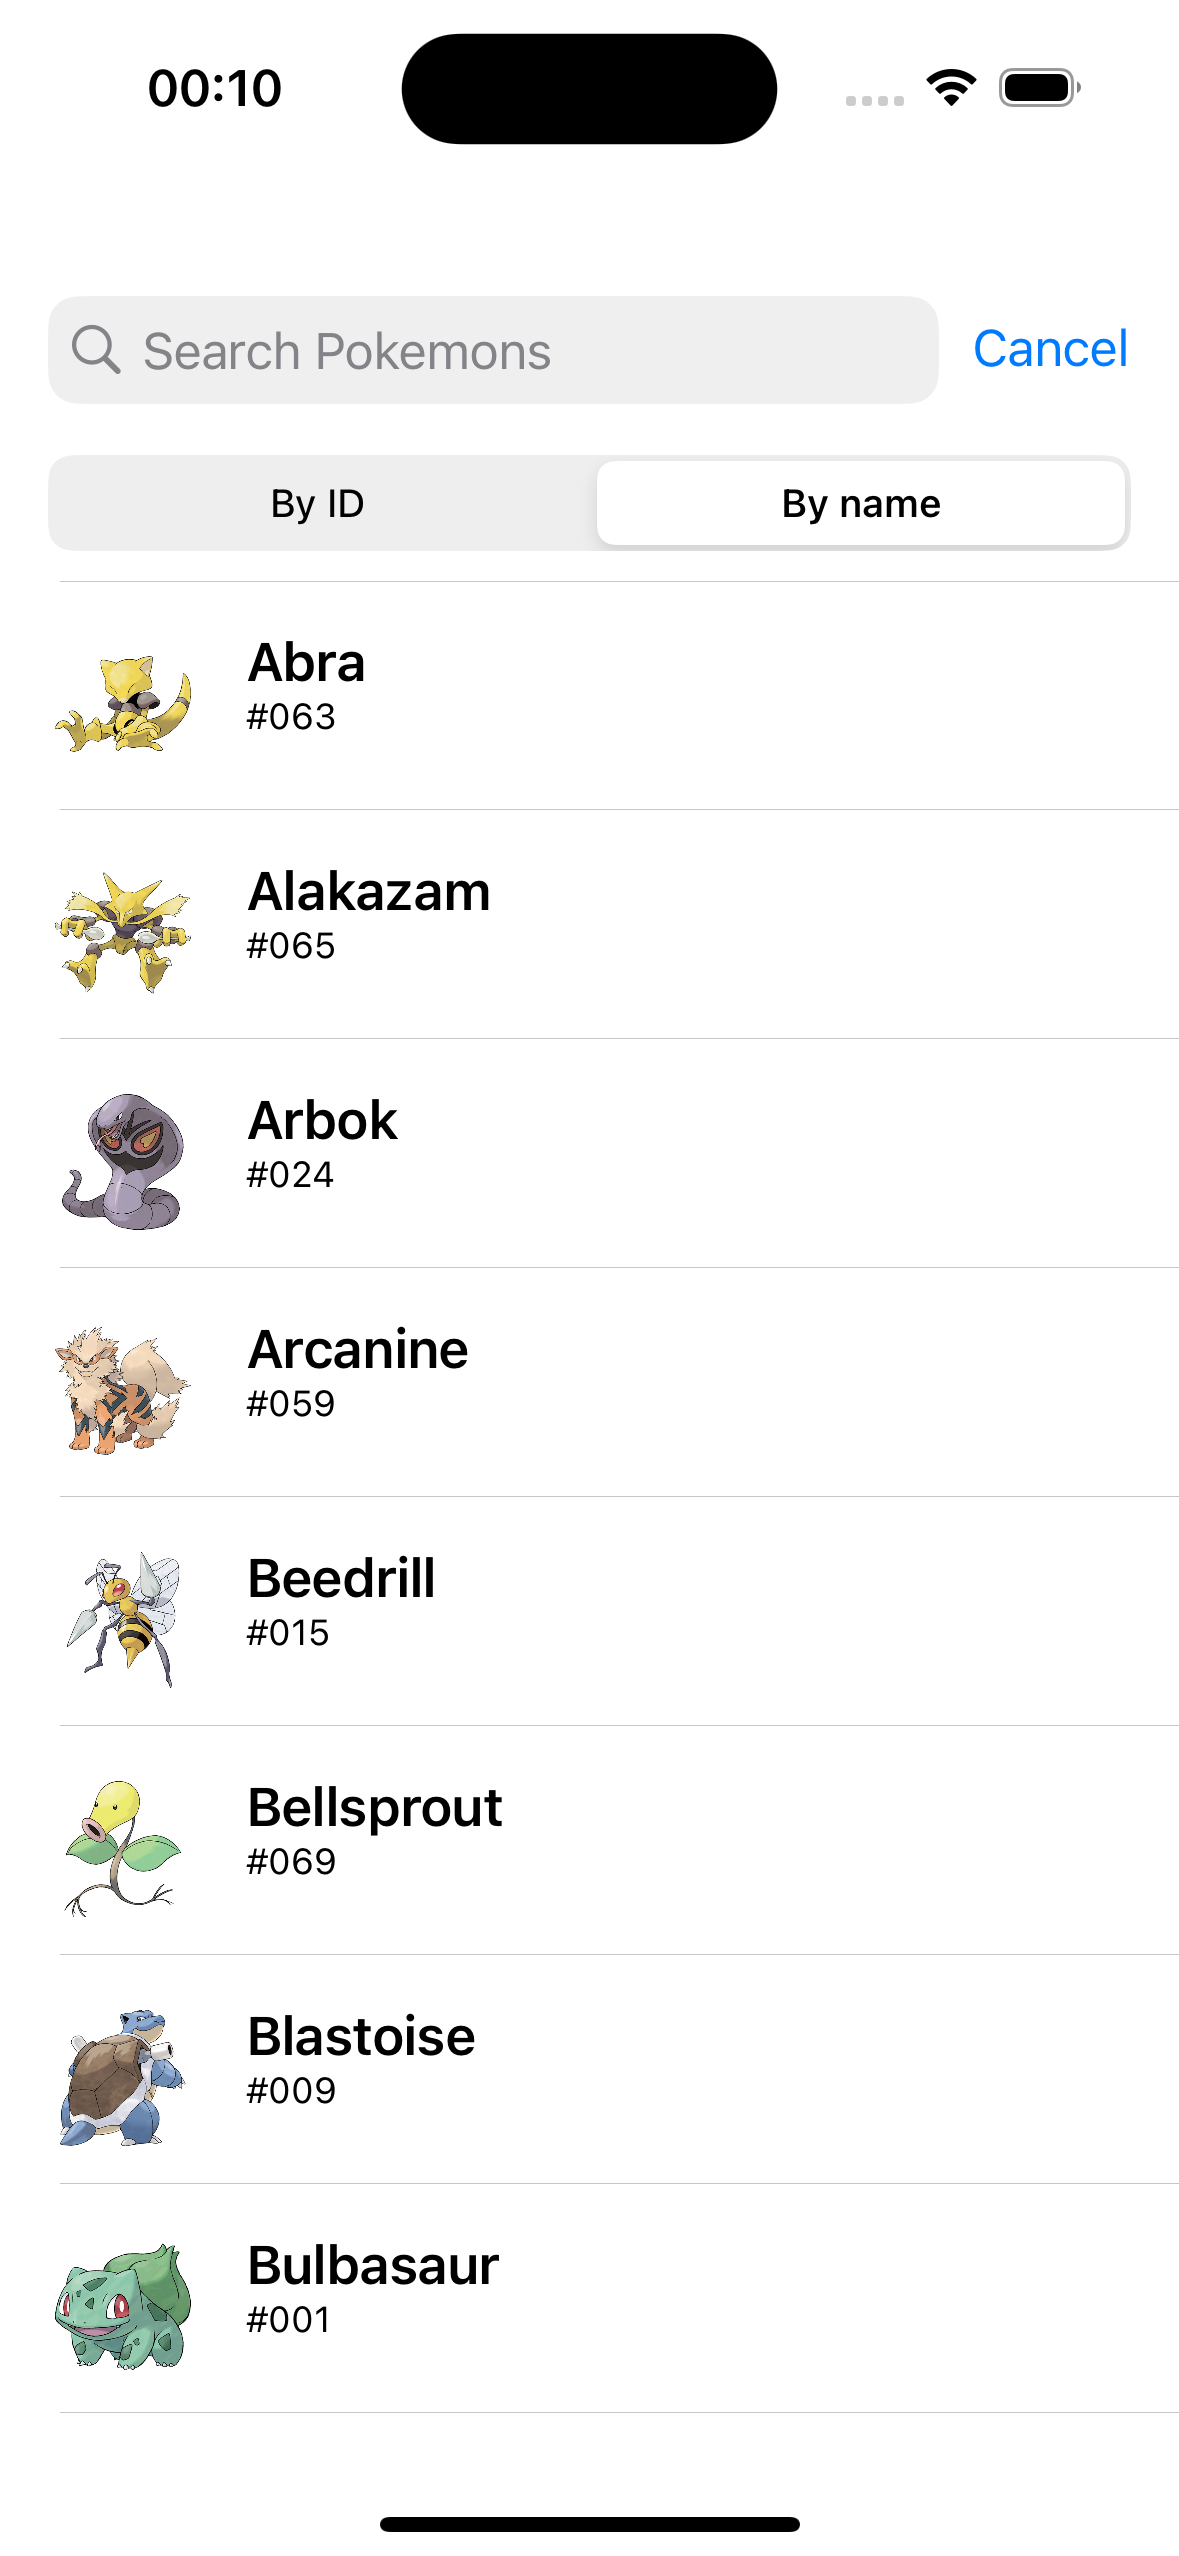 00:10
Search Pokemons
Cancel
By ID
By name
Abra
#063
Alakazam
#065
Arbok
#024
Arcanine
#059
Beedrill
#015
Bellsprout
#069
Blastoise
#009
Bulbasaur
#001